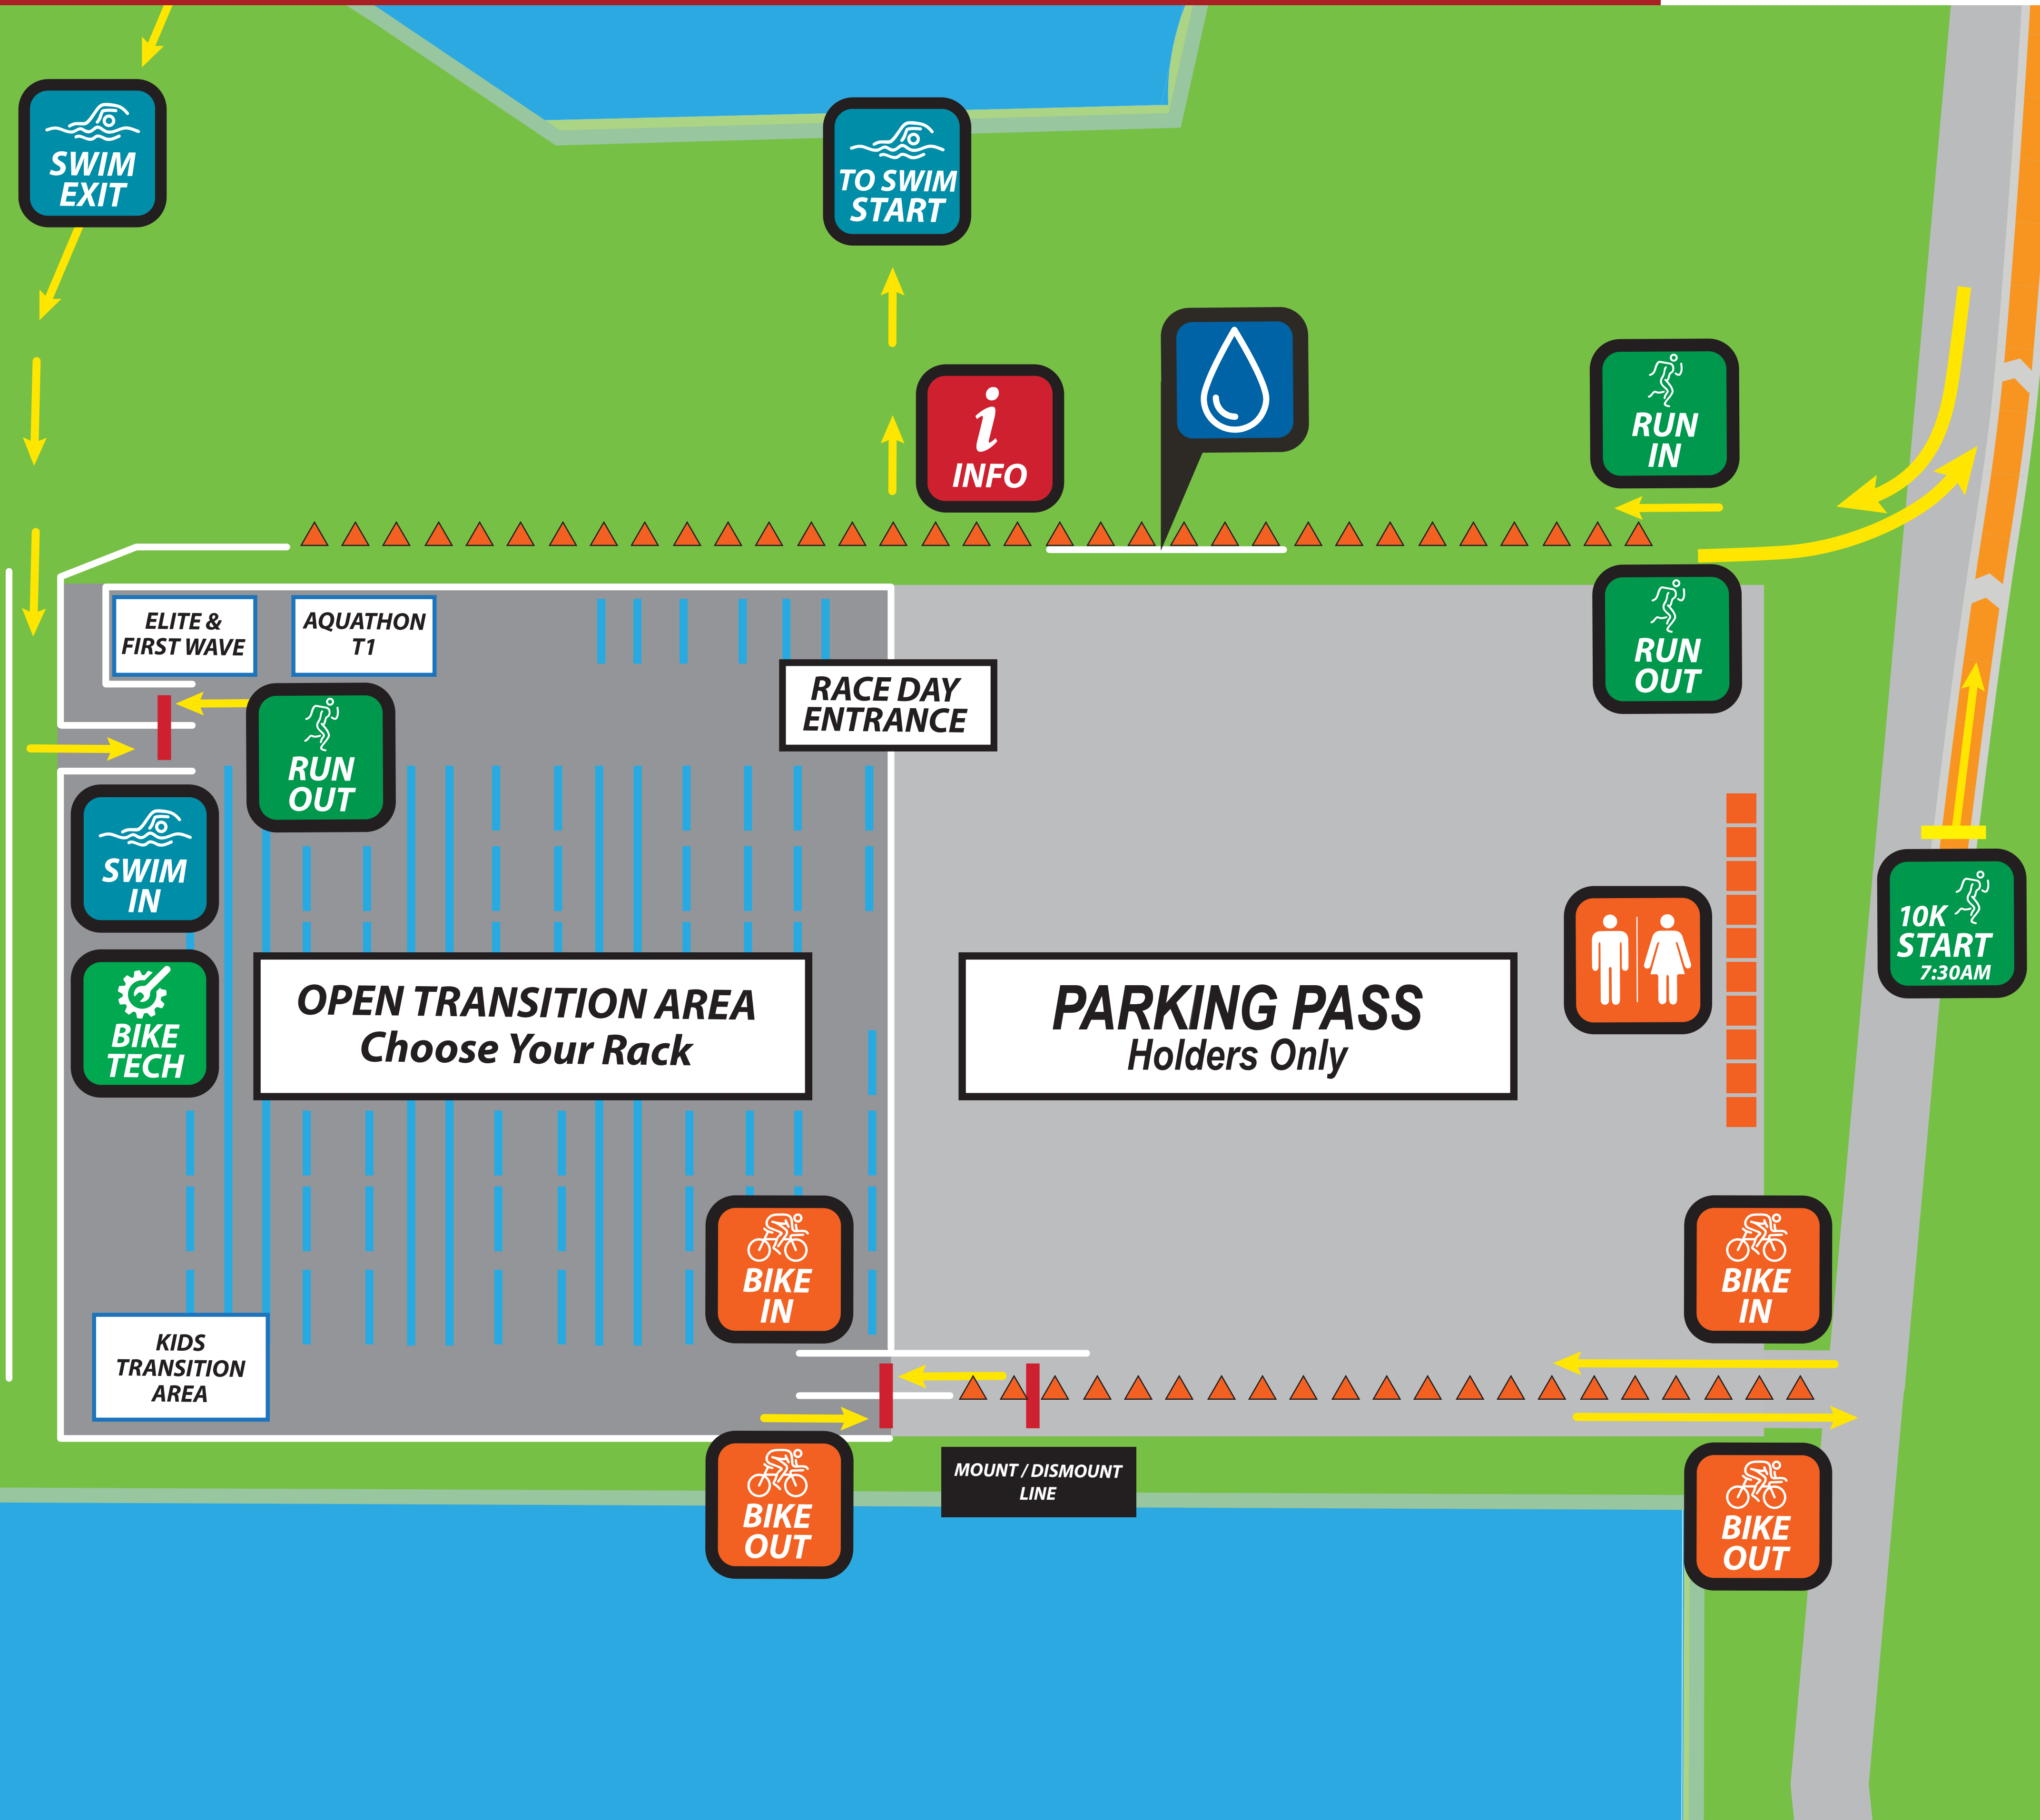 SWIM
EXIT
TO SWIM
START
i
INFO
RUN
IN
ELITE &
FIRST WAVE
AQUATHON
T1
RACE DAY
ENTRANCE
RUN
OUT
RUN
OUT
SWIM
IN
BIKE
TECH
OPEN TRANSITION AREA
Choose Your Rack
PARKING PASS
Holders Only
10K
START
7:30AM
BIKE
IN
BIKE
IN
KIDS
TRANSITION
AREA
MOUNT / DISMOUNT
LINE
BIKE
OUT
BIKE
OUT